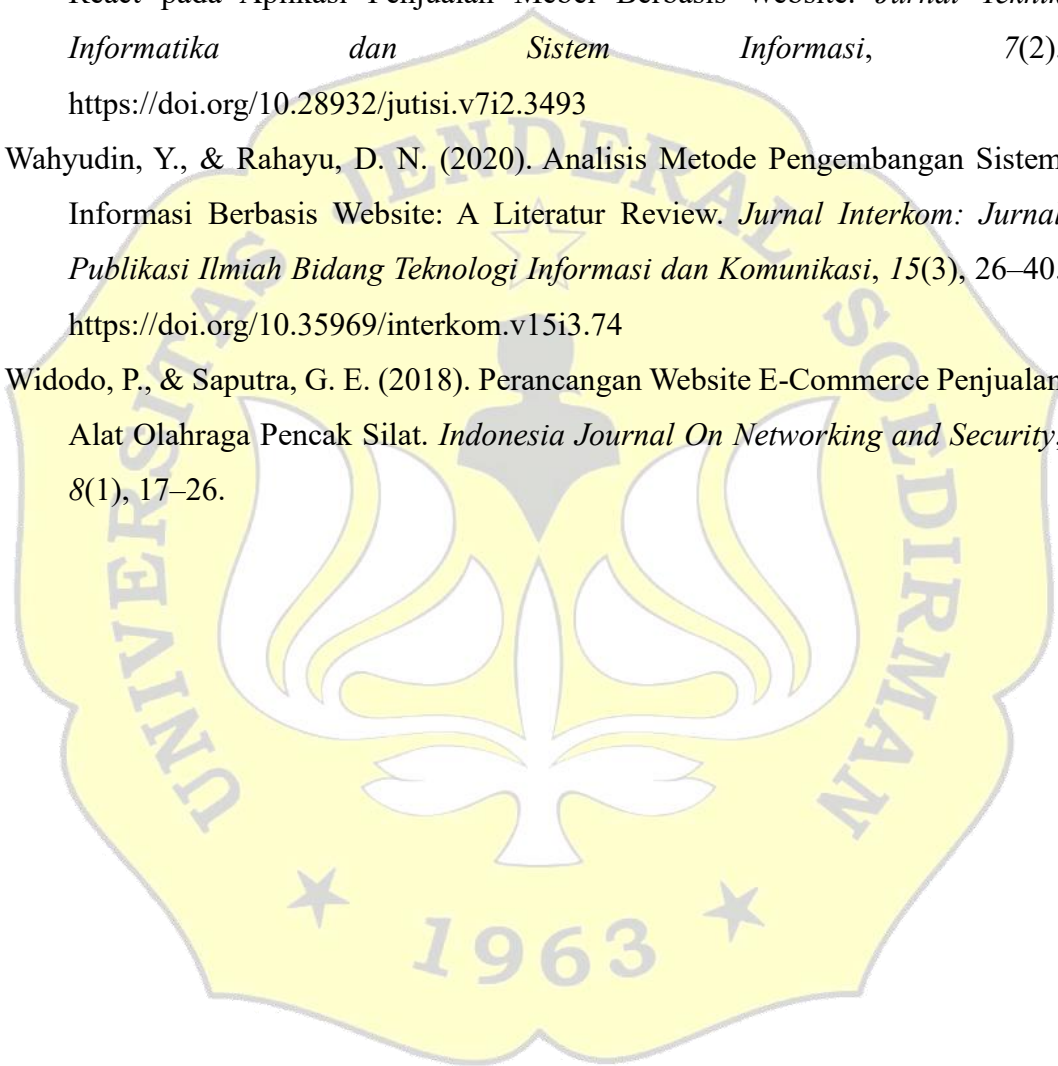 React pada Aplikasi Penjualan Mebel Berbasis Website. Jurnal Teknik
Informatika dan Sistem Informasi, 7(2).
https://doi.org/10.28932/jutisi.v7i2.3493
Wahyudin, Y., & Rahayu, D. N. (2020). Analisis Metode Pengembangan Sistem
Informasi Berbasis Website: A Literatur Review. Jurnal Interkom: Jurnal
Publikasi Ilmiah Bidang Teknologi Informasi dan Komunikasi, 15(3), 26–40.
https://doi.org/10.35969/interkom.v15i3.74
Widodo, P., & Saputra, G. E. (2018). Perancangan Website E-Commerce Penjualan
Alat Olahraga Pencak Silat. Indonesia Journal On Networking and Security,
8(1), 17–26.
UNIVERSITAS JENDERAL SOEDIRMAN
1963